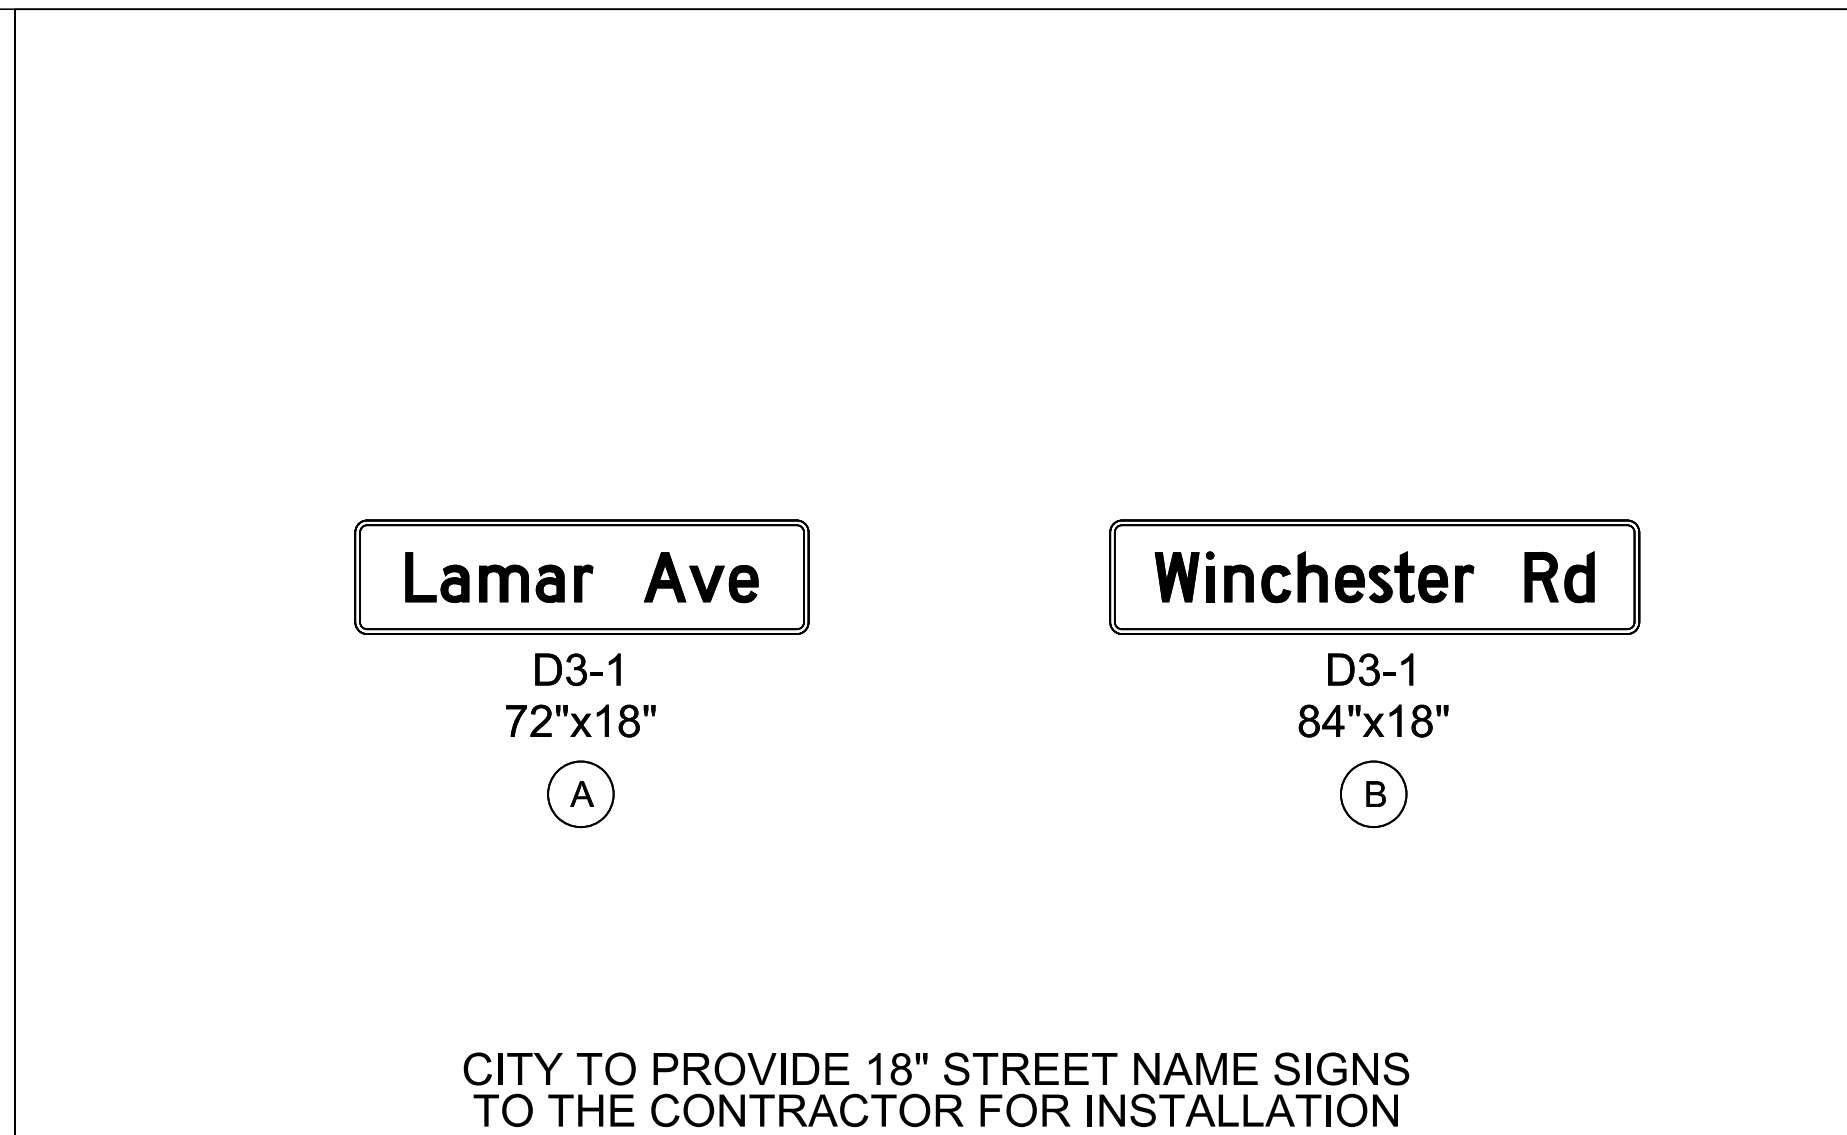 Lamar Ave
D3-1
72"x18"
A
Winchester Rd
D3-1
84"x18"
B
CITY TO PROVIDE 18" STREET NAME SIGNS
TO THE CONTRACTOR FOR INSTALLATION